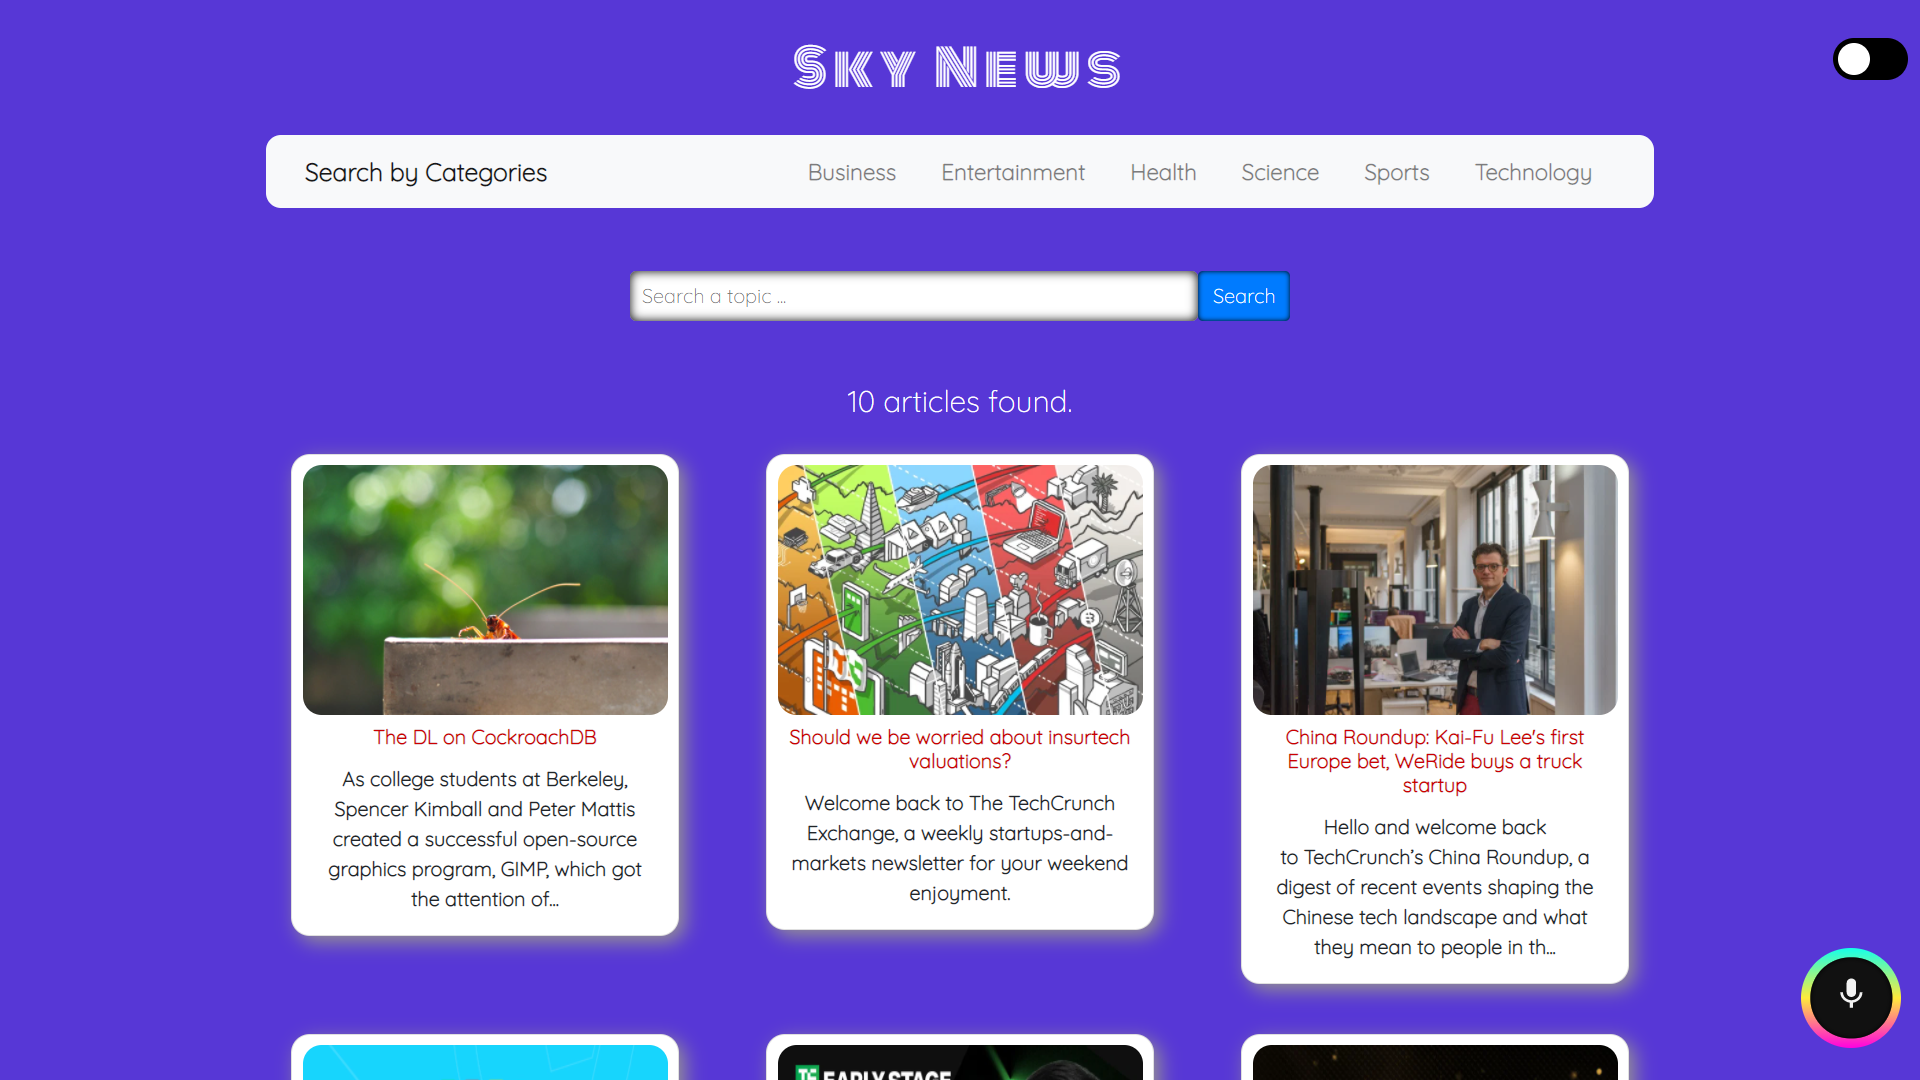 Sky News
Search by Categories
Business
Entertainment
Health
Science
Sports
Technology
Search a topic ...
Search
10 articles found.
The DL on CockroachDB
As college students at Berkeley,
Spencer Kimball and Peter Mattis
created a successful open-source
graphics program, GIMP, which got
the attention of...
Should we be worried about insurtech
valuations?
Welcome back to The TechCrunch
Exchange, a weekly startups-and-
markets newsletter for your weekend
enjoyment.
China Roundup: Kai-Fu Lee's first
Europe bet, WeRide buys a truck
startup
Hello and welcome back
to TechCrunch’s China Roundup, a
digest of recent events shaping the
Chinese tech landscape and what
they mean to people in th...
EARLY STAGE